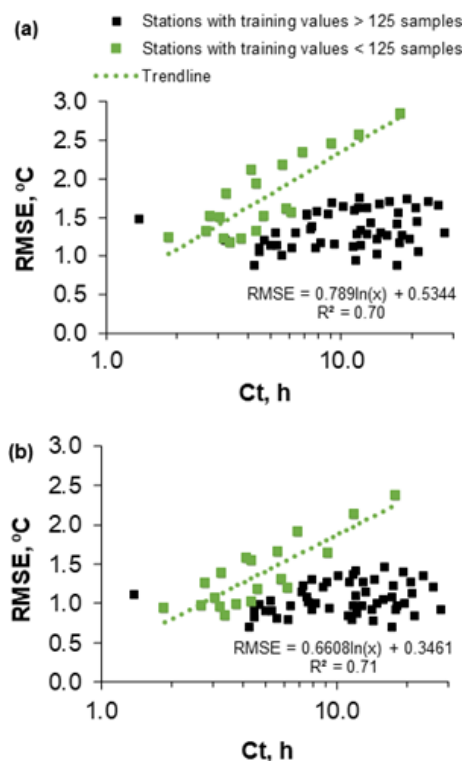 (a)
Stations with training values > 125 samples
Stations with training values < 125 samples
Trendline
3.0
2.5
2.0
1.5
1.0
0.5
0.0
RMSE, ºC
RMSE = 0.789ln(x) + 0.5344
R² = 0.70
1.0
10.0
Ct, h
(b)
3.0
2.5
2.0
1.5
1.0
0.5
0.0
RMSE, ºC
RMSE = 0.6608ln(x) + 0.3461
R² = 0.71
1.0
10.0
Ct, h